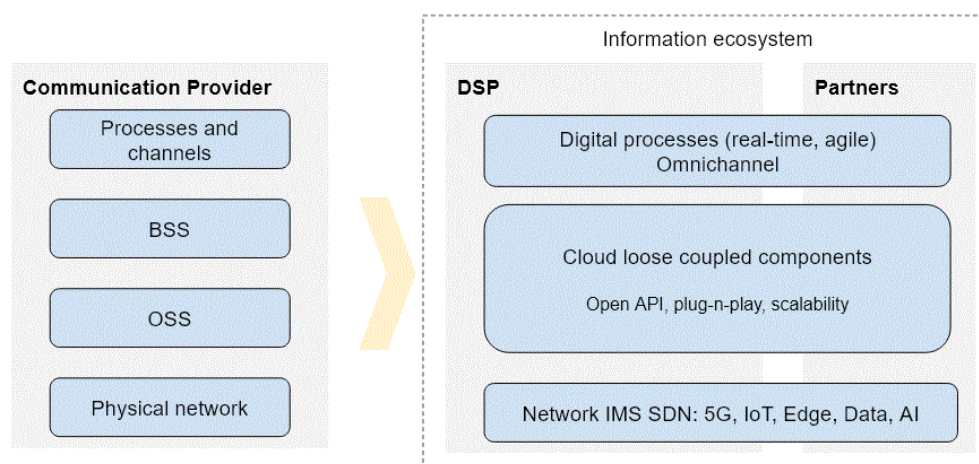 Information ecosystem
Communication Provider
Processes and
channels
BSS
OSS
Physical network
DSP
Partners
Digital processes (real-time, agile)
Omnichannel
Cloud loose coupled components
Open API, plug-n-play, scalability
Network IMS SDN: 5G, IoT, Edge, Data, AI